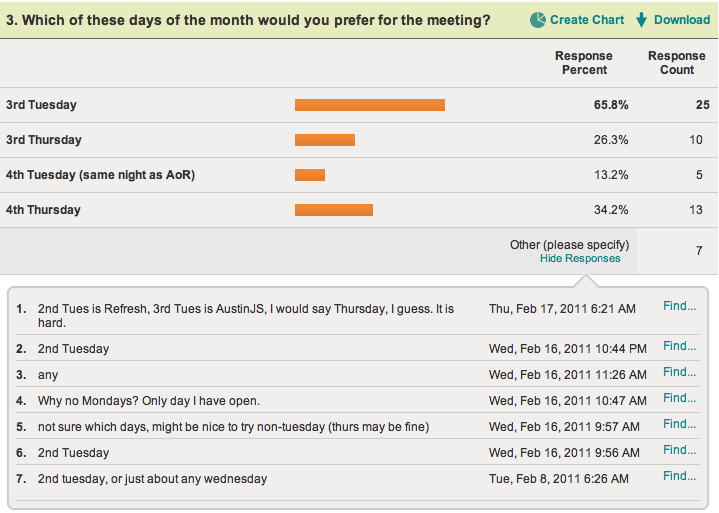 3. Which of these days of the month would you prefer for the meeting? Create Chart Download
Response Percent Response Count
3rd Tuesday 65.8% 25
3rd Thursday 26.3% 10
4th Tuesday (same night as AoR) 13.2% 5
4th Thursday 34.2% 13
Other (please specify) 7
Hide Responses
1. 2nd Tues is Refresh, 3rd Tues is AustinJS, I would say Thursday, I guess. It is Thu, Feb 17, 2011 6:21 AM Find...
hard.
2. 2nd Tuesday Wed, Feb 16, 2011 10:44 PM Find...
3. any Wed, Feb 16, 2011 11:26 AM Find...
4. Why no Mondays? Only day I have open. Wed, Feb 16, 2011 10:47 AM Find...
5. not sure which days, might be nice to try non-tuesday (thurs may be fine) Wed, Feb 16, 2011 9:57 AM Find...
6. 2nd Tuesday Wed, Feb 16, 2011 9:56 AM Find...
7. 2nd tuesday, or just about any wednesday Tue, Feb 8, 2011 6:26 AM Find...